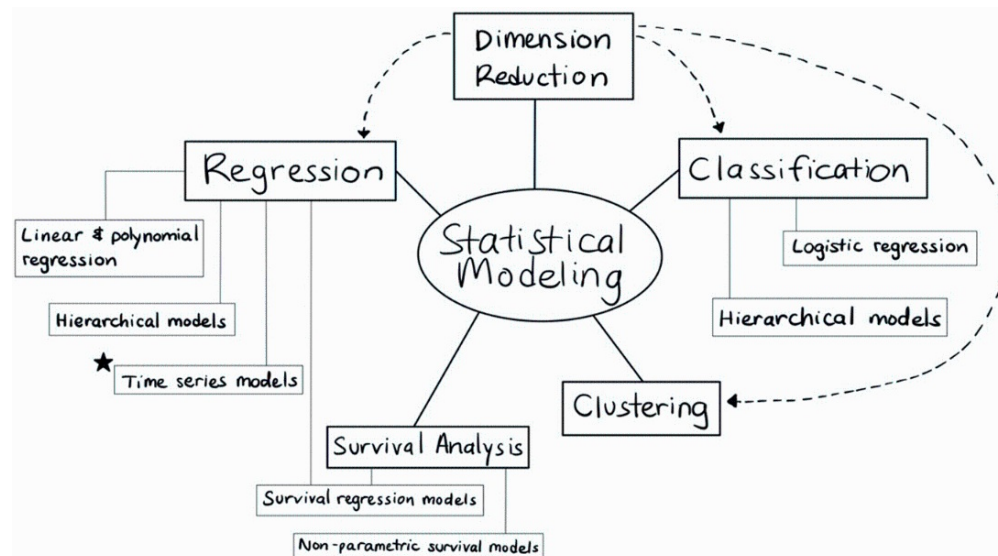 Dimension
Reduction
Regression
Classification
Linear & polynomial
regression
Statistical
Modeling
Logistic regression
Hierarchical models
Hierarchical models
Time series models
Clustering
Survival Analysis
Survival regression models
Non-parametric survival models